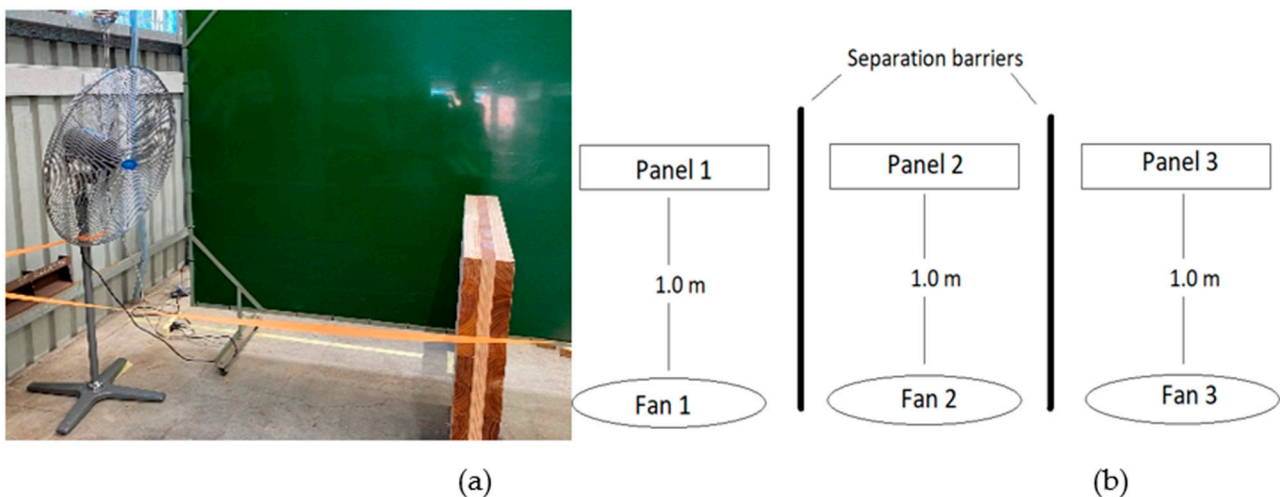 Separation barriers
Panel 1
Panel 2
Panel 3
1.0 m
1.0 m
1.0 m
Fan 1
Fan 2
Fan 3
(a)
(b)